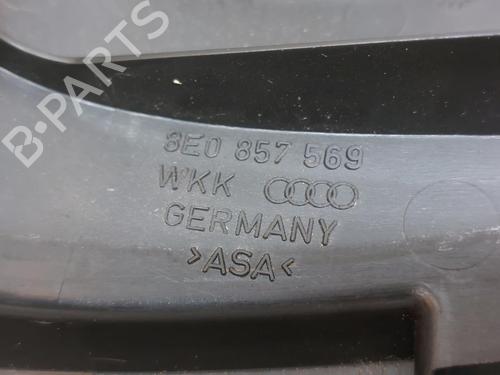 B-PARTS
8E0 857 569
WKK
GERMANY
>ASA<